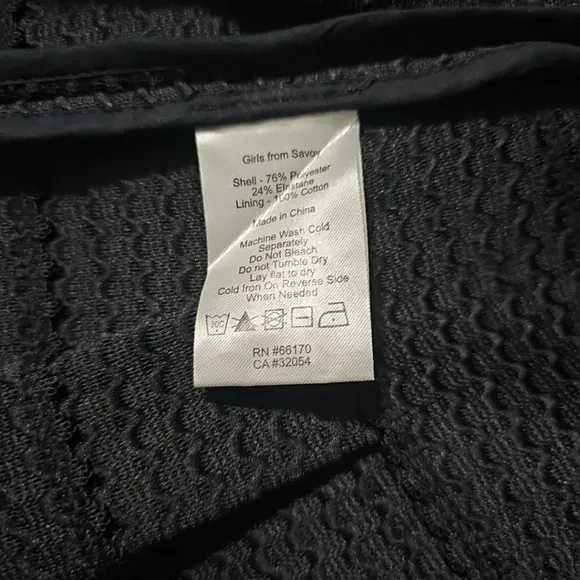 Girls from Savoy
Shell - 76% Polyester
24% Elastane
Lining - 100% Cotton
Made in China
Machine Wash Cold
Separately
Do Not Bleach
Do not Tumble Dry
Lay flat to dry
Cold Iron On Reverse Side
When Needed
30C
RN #66170
CA #32054